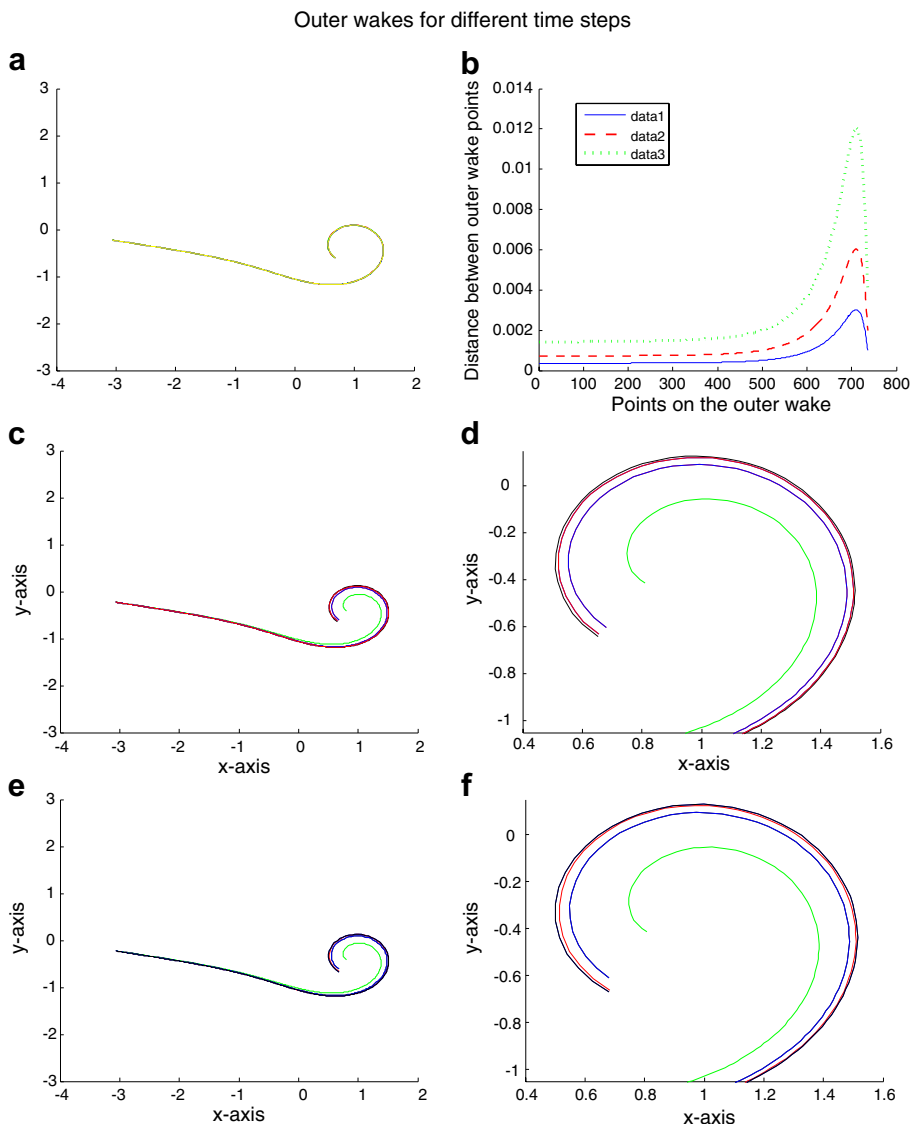 Outer wakes for different time steps
a
3
2
1
0
-1
-2
-3
-4 -3 -2 -1 0 1 2
b
Distance between outer wake points
0.014
0.012
0.01
0.008
0.006
0.004
0.002
0
0 100 200 300 400 500 600 700 800
Points on the outer wake
data1
data2
data3
c
y-axis
3
2
1
0
-1
-2
-3
-4 -3 -2 -1 0 1 2
x-axis
d
y-axis
0
-0.2
-0.4
-0.6
-0.8
-1
0.4 0.6 0.8 1 1.2 1.4 1.6
x-axis
e
y-axis
3
2
1
0
-1
-2
-3
-4 -3 -2 -1 0 1 2
x-axis
f
y-axis
0
-0.2
-0.4
-0.6
-0.8
-1
0.4 0.6 0.8 1 1.2 1.4 1.6
x-axis